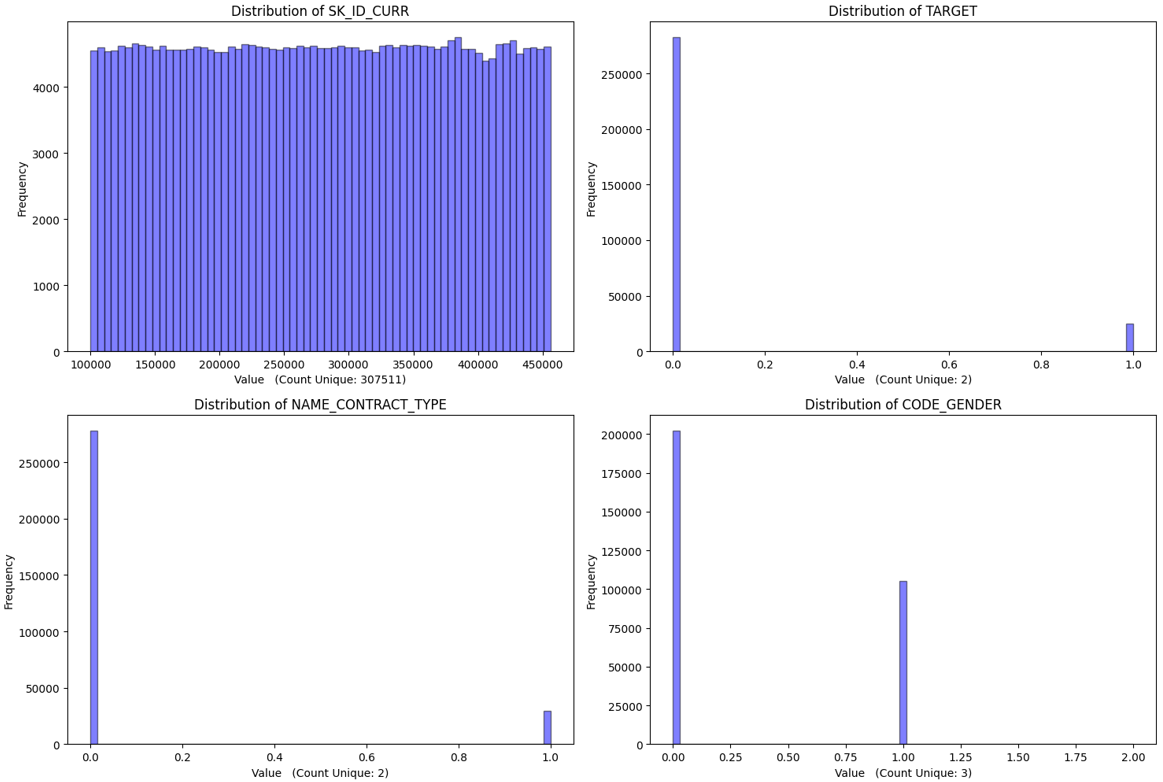 Distribution of SK_ID_CURR
Frequency
4000
3000
2000
1000
0
100000 150000 200000 250000 300000 350000 400000 450000
Value (Count Unique: 307511)
Distribution of TARGET
Frequency
250000
200000
150000
100000
50000
0
0.0 0.2 0.4 0.6 0.8 1.0
Value (Count Unique: 2)
Distribution of NAME_CONTRACT_TYPE
Frequency
250000
200000
150000
100000
50000
0
0.0 0.2 0.4 0.6 0.8 1.0
Value (Count Unique: 2)
Distribution of CODE_GENDER
Frequency
200000
175000
150000
125000
100000
75000
50000
25000
0
0.00 0.25 0.50 0.75 1.00 1.25 1.50 1.75 2.00
Value (Count Unique: 3)